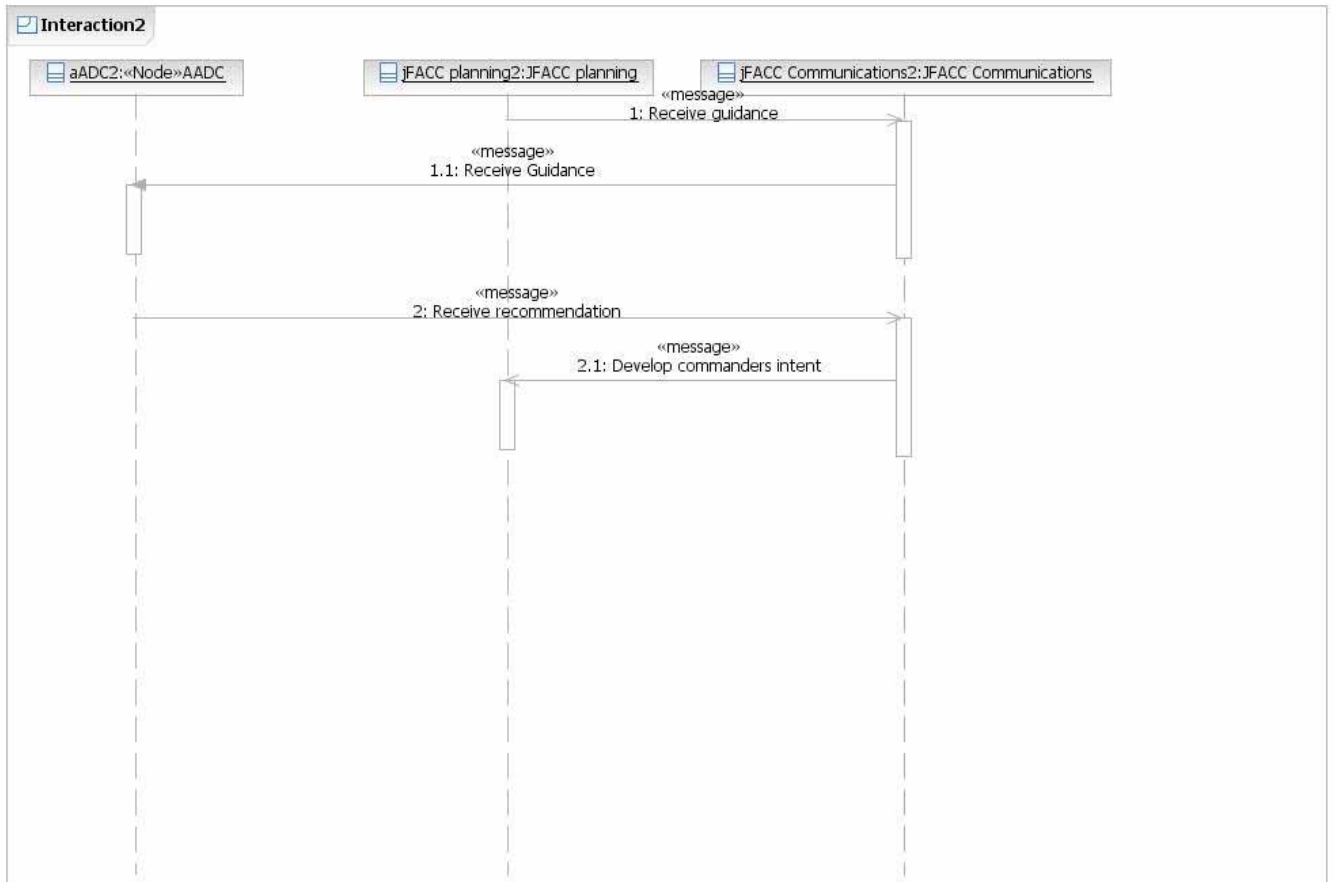 Interaction2
aADC2:«Node»AADC
jFACC planning2:JFACC planning
jFACC Communications2:JFACC Communications
«message»
1: Receive guidance
«message»
1.1: Receive Guidance
«message»
2: Receive recommendation
«message»
2.1: Develop commanders intent